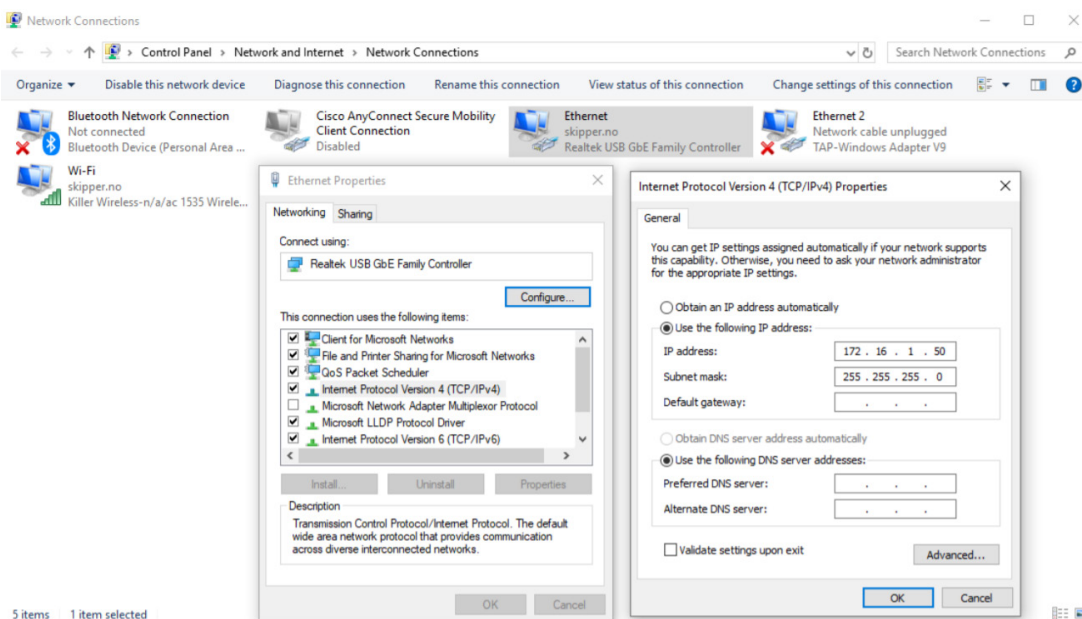 Network Connections
Control Panel > Network and Internet > Network Connections
Search Network Connections
Organize
Disable this network device
Diagnose this connection
Rename this connection
View status of this connection
Change settings of this connection
Bluetooth Network Connection
Not connected
Bluetooth Device (Personal Area ...
Cisco AnyConnect Secure Mobility
Client Connection
Disabled
Ethernet
skipper.no
Realtek USB GbE Family Controller
Ethernet 2
Network cable unplugged
TAP-Windows Adapter V9
Wi-Fi
skipper.no
Killer Wireless-n/a/ac 1535 Wirele...
Ethernet Properties
Networking
Sharing
Connect using:
Realtek USB GbE Family Controller
Configure...
This connection uses the following items:
Client for Microsoft Networks
File and Printer Sharing for Microsoft Networks
QoS Packet Scheduler
Internet Protocol Version 4 (TCP/IPv4)
Microsoft Network Adapter Multiplexor Protocol
Microsoft LLDP Protocol Driver
Internet Protocol Version 6 (TCP/IPv6)
Install...
Uninstall
Properties
Description
Transmission Control Protocol/Internet Protocol. The default
wide area network protocol that provides communication
across diverse interconnected networks.
OK
Cancel
Internet Protocol Version 4 (TCP/IPv4) Properties
General
You can get IP settings assigned automatically if your network supports
this capability. Otherwise, you need to ask your network administrator
for the appropriate IP settings.
Obtain an IP address automatically
Use the following IP address:
IP address: 172 . 16 . 1 . 50
Subnet mask: 255 . 255 . 255 . 0
Default gateway: . . .
Obtain DNS server address automatically
Use the following DNS server addresses:
Preferred DNS server: . . .
Alternate DNS server: . . .
Validate settings upon exit
Advanced...
OK
Cancel
5 items
1 item selected